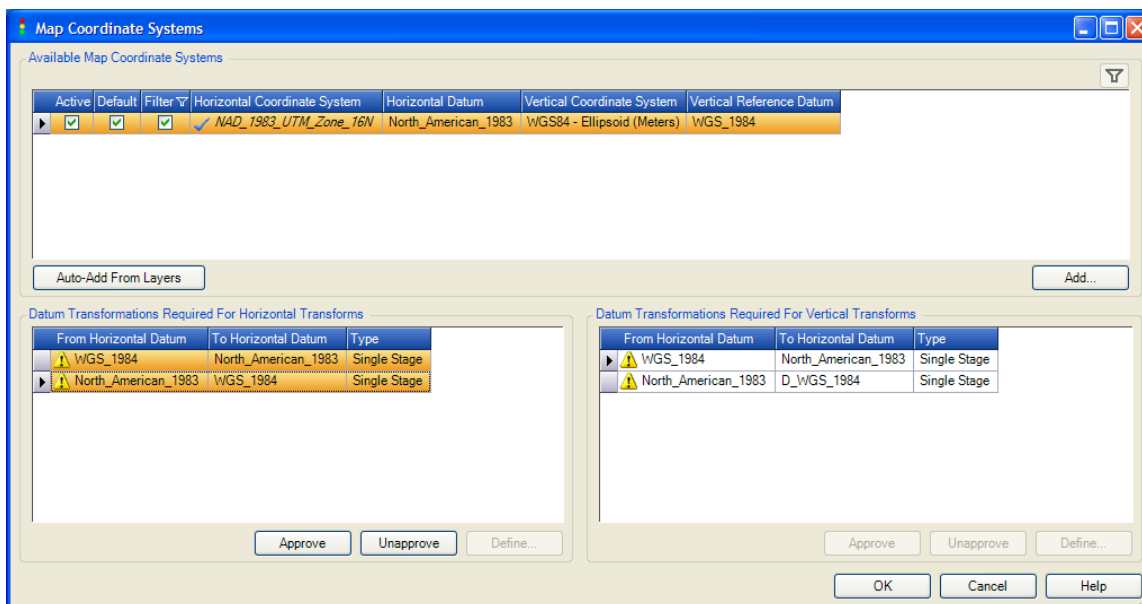 Map Coordinate Systems
Available Map Coordinate Systems
Active Default Filter Horizontal Coordinate System Horizontal Datum Vertical Coordinate System Vertical Reference Datum
NAD_1983_UTM_Zone_16N North_American_1983 WGS84 - Ellipsoid (Meters) WGS_1984
Auto-Add From Layers Add...
Datum Transformations Required For Horizontal Transforms
From Horizontal Datum To Horizontal Datum Type
WGS_1984 North_American_1983 Single Stage
North_American_1983 WGS_1984 Single Stage
Approve Unapprove Define...
Datum Transformations Required For Vertical Transforms
From Horizontal Datum To Horizontal Datum Type
WGS_1984 North_American_1983 Single Stage
North_American_1983 D_WGS_1984 Single Stage
Approve Unapprove Define...
OK Cancel Help